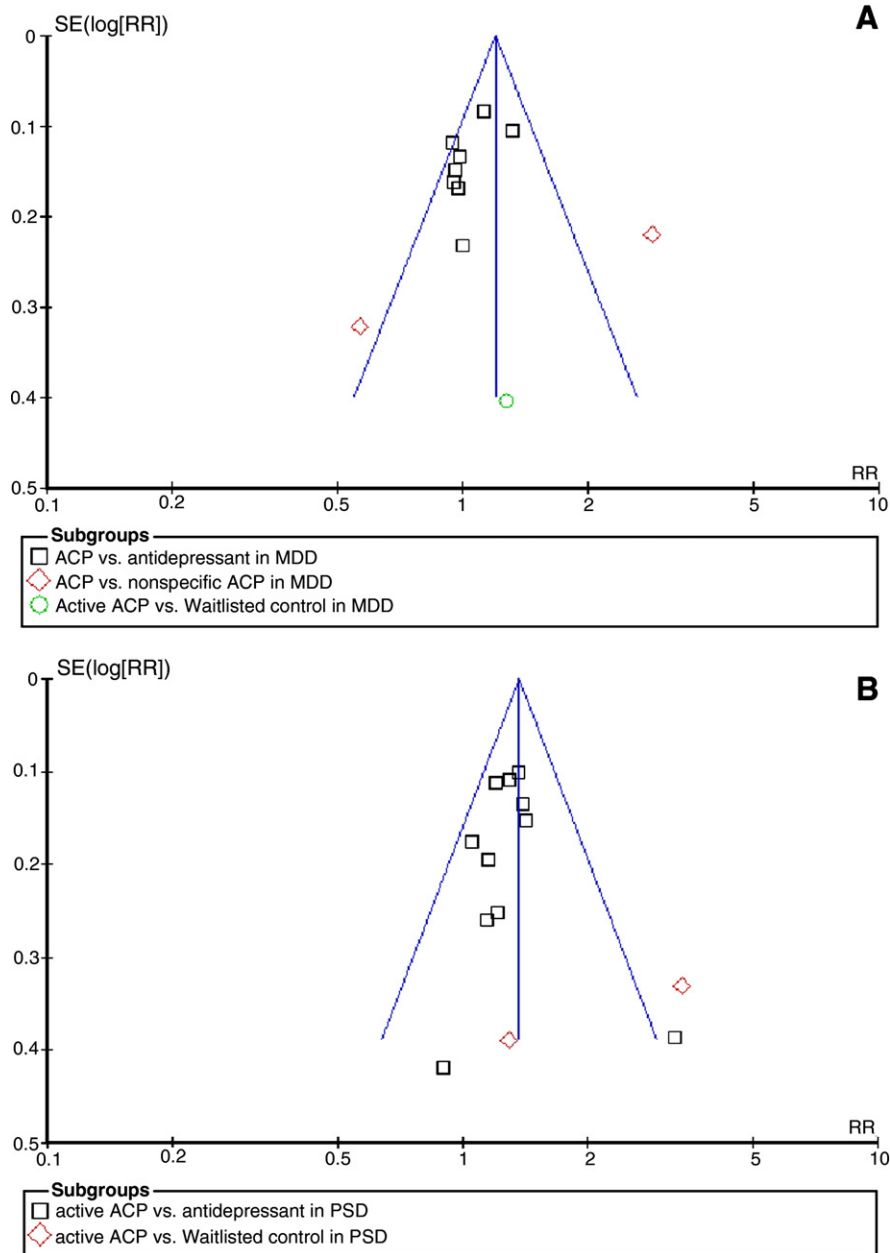 A
SE(log[RR])
0
0.1
0.2
0.3
0.4
0.5
RR
0.1 0.2 0.5 1 2 5 10
Subgroups
ACP vs. antidepressant in MDD
ACP vs. nonspecific ACP in MDD
Active ACP vs. Waitlisted control in MDD
SE(log[RR])
B
0
0.1
0.2
0.3
0.4
0.5
RR
0.1 0.2 0.5 1 2 5 10
Subgroups
active ACP vs. antidepressant in PSD
active ACP vs. Waitlisted control in PSD